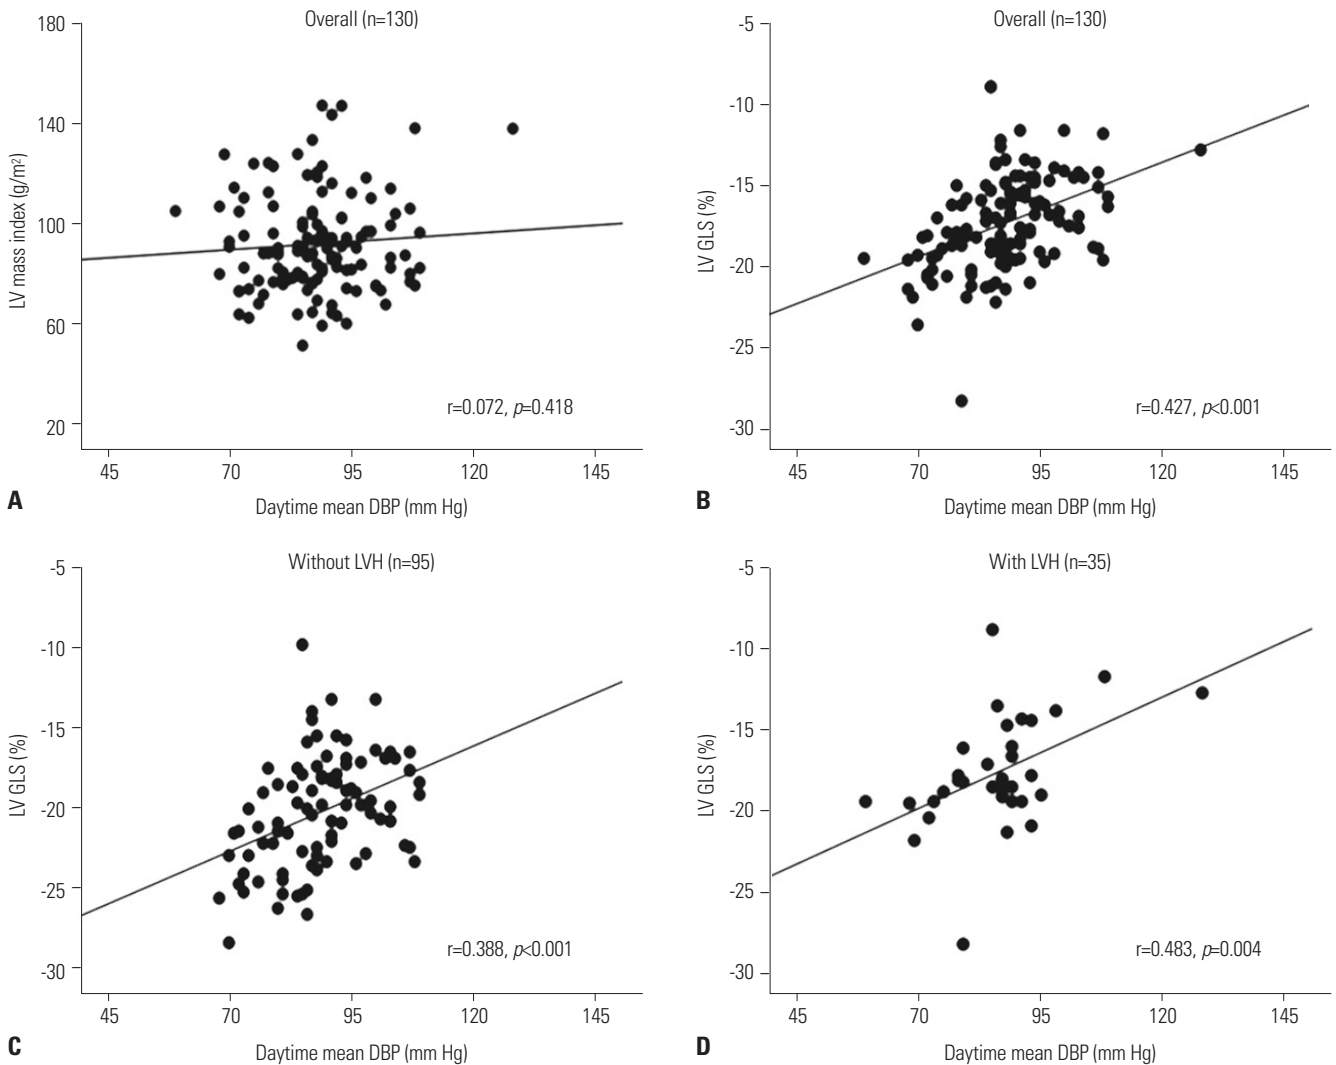 Overall (n=130)
180
140
100
60
20
LV mass index (g/m²)
r=0.072, p=0.418
45 70 95 120 145
Daytime mean DBP (mm Hg)
A
Overall (n=130)
-5
-10
-15
-20
-25
-30
LV GLS (%)
r=0.427, p<0.001
45 70 95 120 145
Daytime mean DBP (mm Hg)
B
Without LVH (n=95)
-5
-10
-15
-20
-25
-30
LV GLS (%)
r=0.388, p<0.001
45 70 95 120 145
Daytime mean DBP (mm Hg)
C
With LVH (n=35)
-5
-10
-15
-20
-25
-30
LV GLS (%)
r=0.483, p=0.004
45 70 95 120 145
Daytime mean DBP (mm Hg)
D